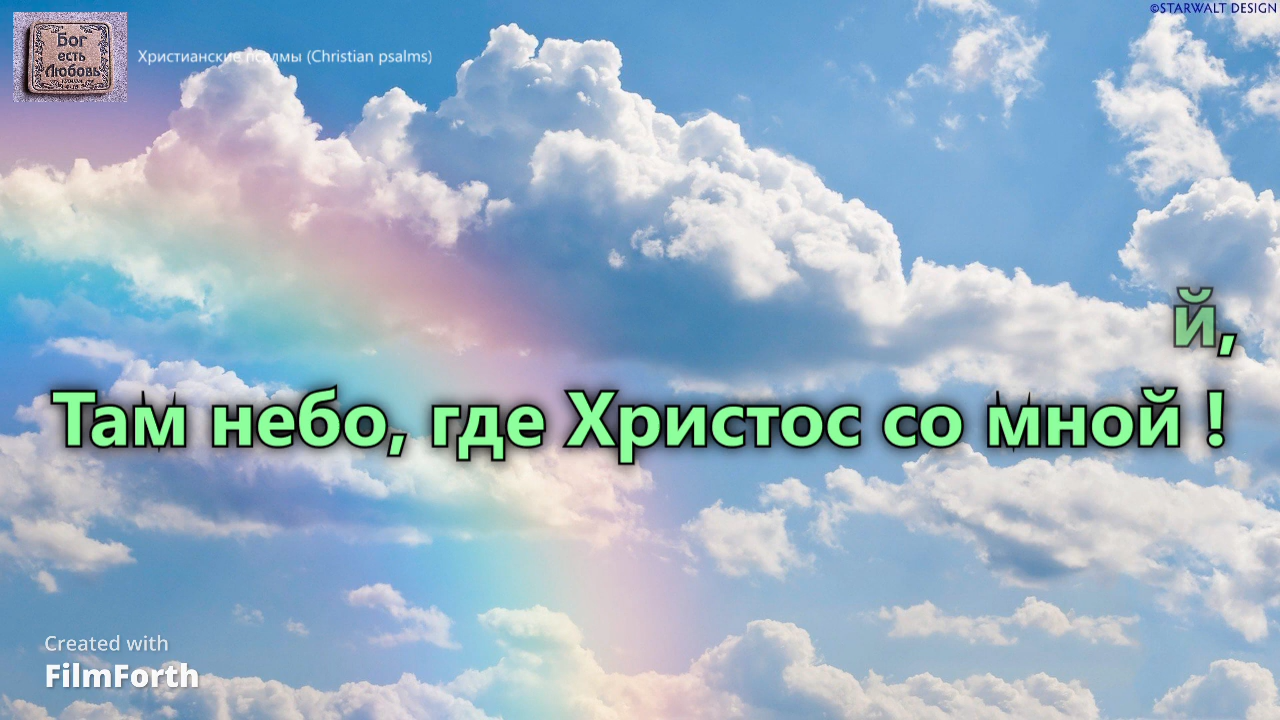 ©STARWALT DESIGN
Бог
есть
Любовь
Христианские псалмы (Christian psalms)
й,
Там небо, где Христос со мной !
Created with
FilmForth